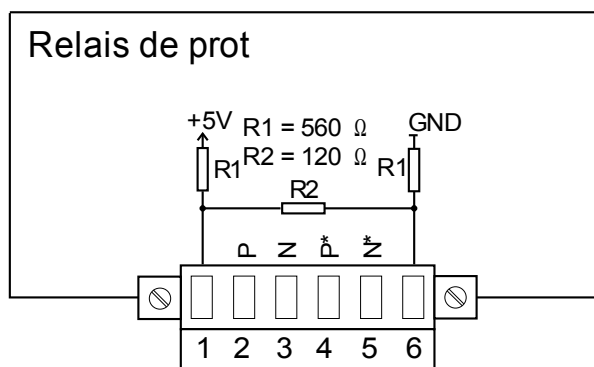 Relais de prot
+5V R1 = 560 Ω GND
R1 R2 = 120 Ω R1
R2
P N P* N*
1 2 3 4 5 6